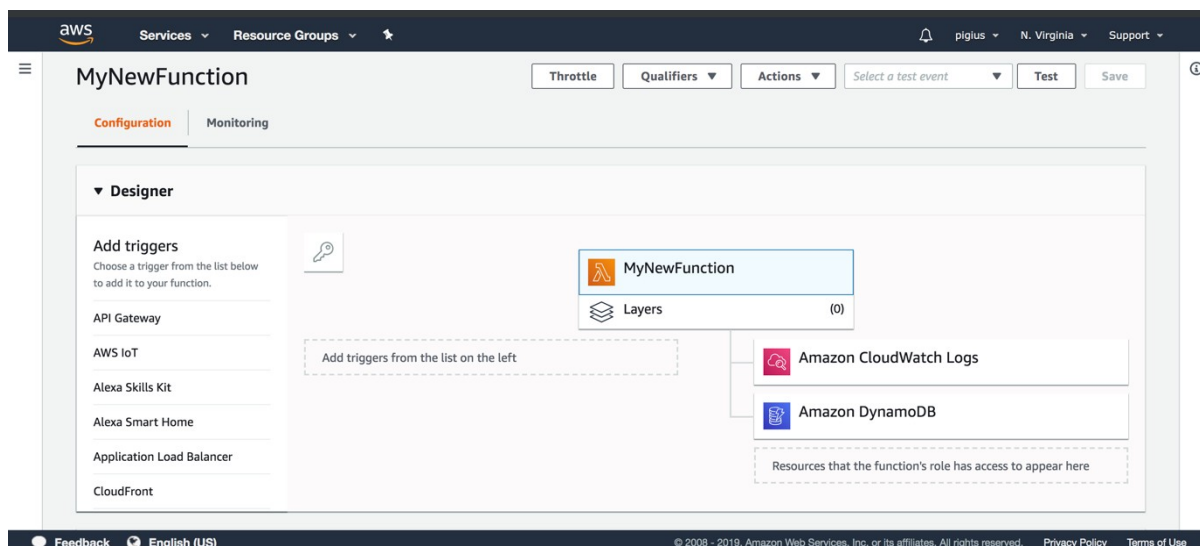 aws
Services
Resource Groups
pigius
N. Virginia
Support
MyNewFunction
Throttle
Qualifiers
Actions
Select a test event
Test
Save
Configuration
Monitoring
Designer
Add triggers
Choose a trigger from the list below
to add it to your function.
API Gateway
AWS IoT
Alexa Skills Kit
Alexa Smart Home
Application Load Balancer
CloudFront
Add triggers from the list on the left
MyNewFunction
Layers
(0)
Amazon CloudWatch Logs
Amazon DynamoDB
Resources that the function's role has access to appear here
Feedback
English (US)
© 2008 - 2019, Amazon Web Services, Inc. or its affiliates. All rights reserved.
Privacy Policy
Terms of Use